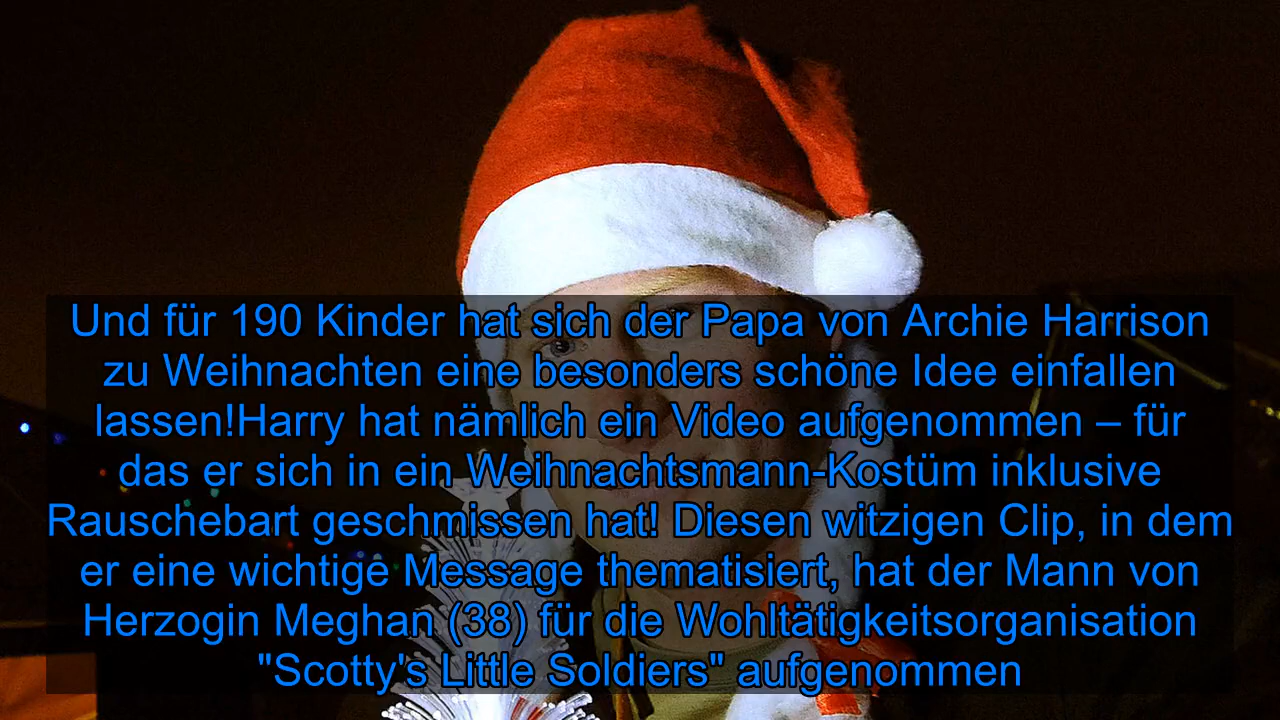 Und für 190 Kinder hat sich der Papa von Archie Harrison
zu Weihnachten eine besonders schöne Idee einfallen
lassen!Harry hat nämlich ein Video aufgenommen – für
das er sich in ein Weihnachtsmann-Kostüm inklusive
Rauschebart geschmissen hat! Diesen witzigen Clip, in dem
er eine wichtige Message thematisiert, hat der Mann von
Herzogin Meghan (38) für die Wohltätigkeitsorganisation
"Scotty's Little Soldiers" aufgenommen